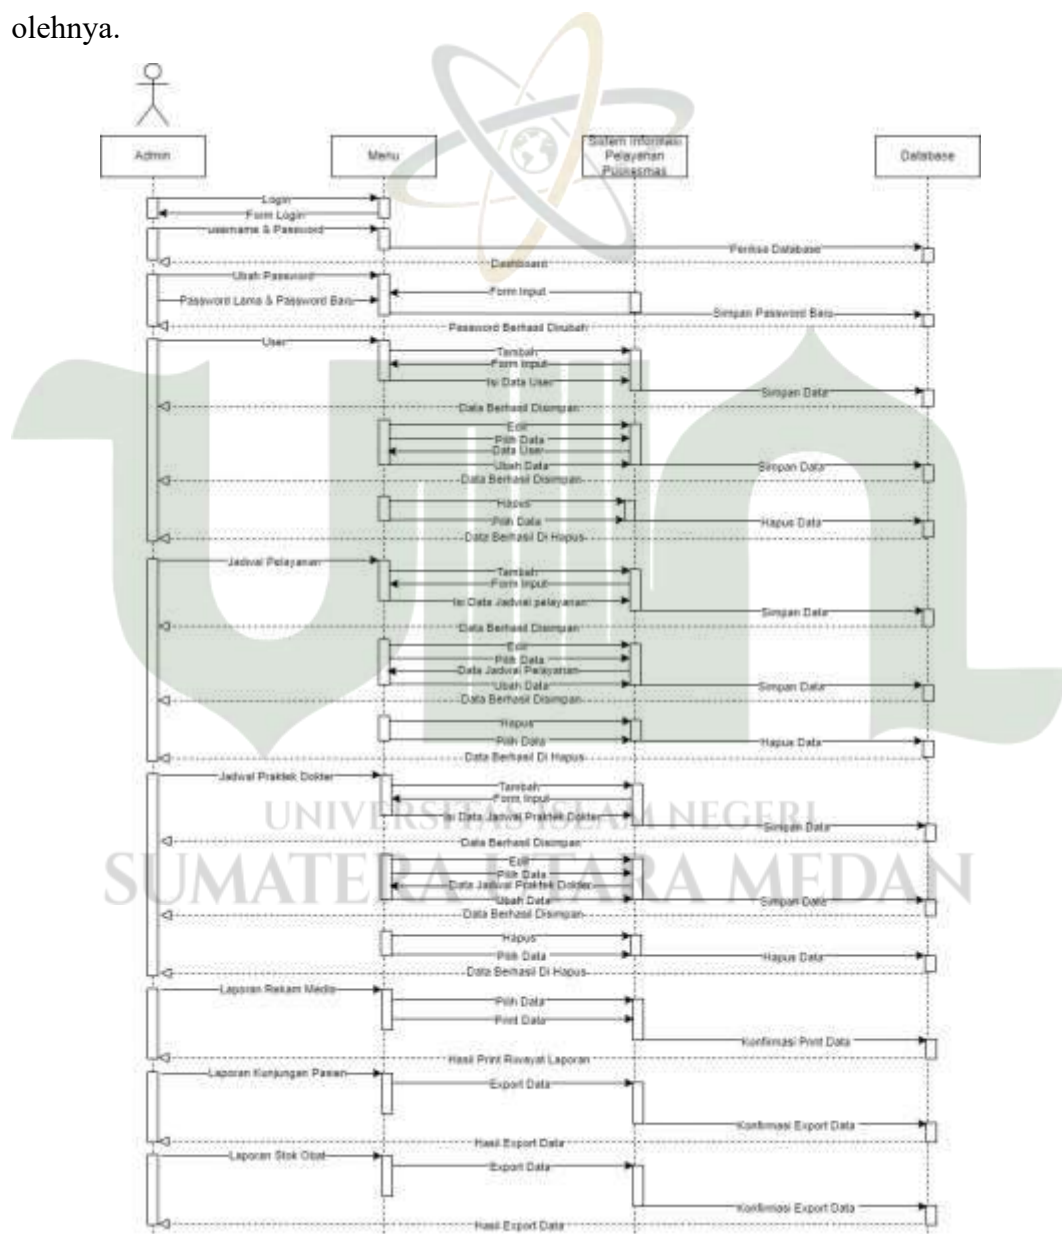 olehnya.
Admin
Menu
Sistem Informasi
Pelayanan
Puskesmas
Database
Login
Form Login
Username & Password
Periksa Database
Dashboard
Ubah Password
Form Input
Password Lama & Password Baru
Simpan Password Baru
Password Berhasil Dirubah
User
Tambah
Form Input
Isi Data User
Simpan Data
Data Berhasil Disimpan
Edit
Pilih Data
Data User
Ubah Data
Simpan Data
Data Berhasil Disimpan
Hapus
Pilih Data
Hapus Data
Data Berhasil Di Hapus
Jadwal Pelayanan
Tambah
Form Input
Isi Data Jadwal pelayanan
Simpan Data
Data Berhasil Disimpan
Edit
Pilih Data
Data Jadwal Pelayanan
Ubah Data
Simpan Data
Data Berhasil Disimpan
Hapus
Pilih Data
Hapus Data
Data Berhasil Di Hapus
Jadwal Praktek Dokter
Tambah
Form Input
UNIVERSITAS ISLAM NEGERI
Isi Data Jadwal Praktek Dokter
Simpan Data
Data Berhasil Disimpan
Edit
SUMATERA UTARA MEDAN
Pilih Data
Data Jadwal Praktek Dokter
Ubah Data
Simpan Data
Data Berhasil Disimpan
Hapus
Pilih Data
Hapus Data
Data Berhasil Di Hapus
Laporan Rekam Medis
Pilih Data
Print Data
Konfirmasi Print Data
Hasil Print Riwayat Laporan
Laporan Kunjungan Pasien
Export Data
Konfirmasi Export Data
Hasil Export Data
Laporan Stok Obat
Export Data
Konfirmasi Export Data
Hasil Export Data